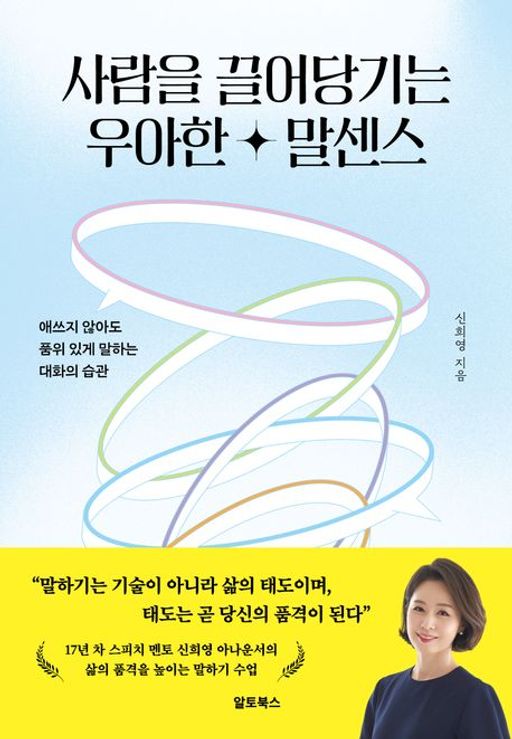 사람을 끌어당기는
우아한 말센스
애쓰지 않아도
품위 있게 말하는
대화의 습관
신희영 지음
“말하기는 기술이 아니라 삶의 태도이며,
태도는 곧 당신의 품격이 된다”
17년 차 스피치 멘토 신희영 아나운서의
삶의 품격을 높이는 말하기 수업
알토북스